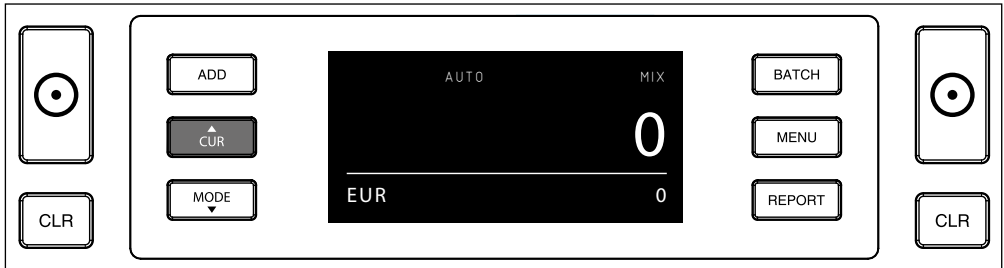 ADD
AUTO MIX
BATCH
CUR
0
MENU
MODE
EUR 0
REPORT
CLR
CLR